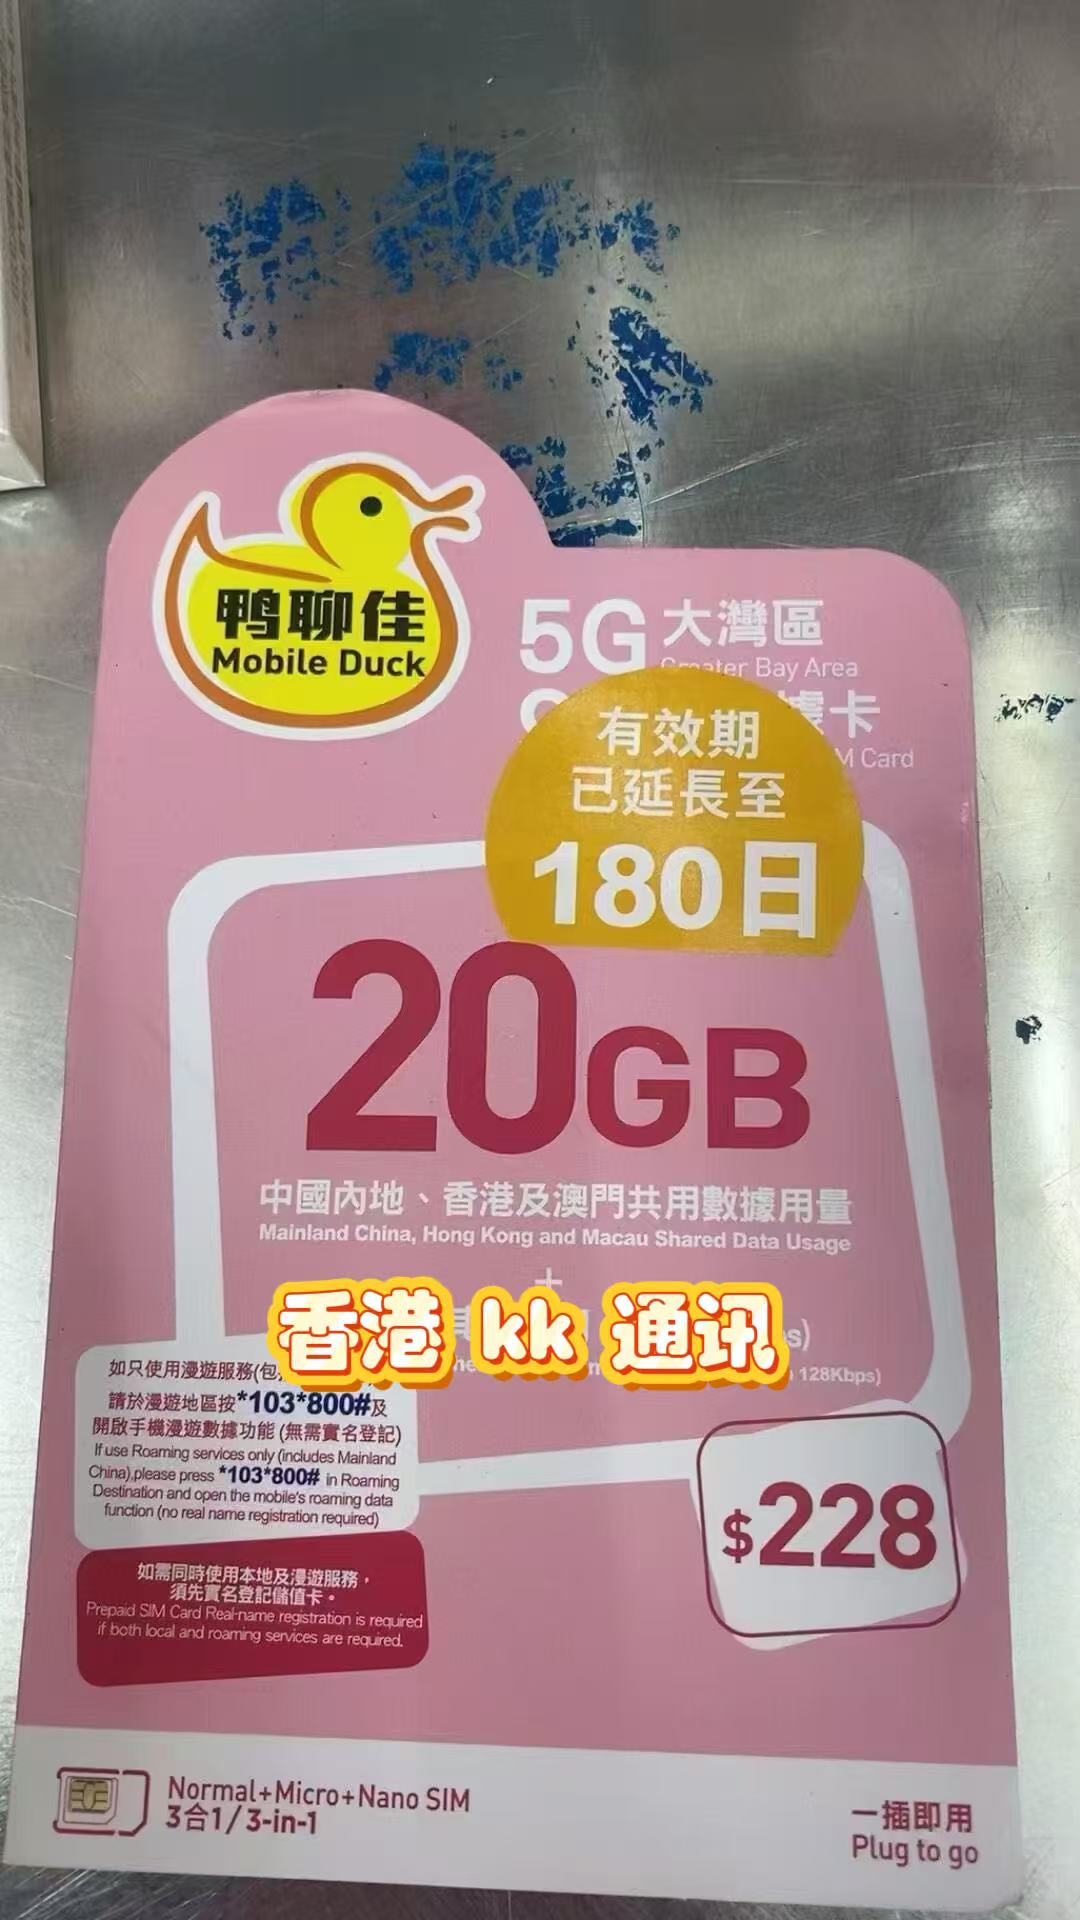 鴨聊佳
Mobile Duck
5G 大灣區
Greater Bay Area
據卡
Card
有效期
已延長至
180日
20GB
中國內地、香港及澳門共用數據用量
Mainland China, Hong Kong and Macau Shared Data Usage
+
香港 kk 通讯
128Kbps)
如只使用漫遊服務(包
請於漫遊地區按*103*800#及
開啟手機漫遊數據功能 (無需實名登記)
If use Roaming services only (includes Mainland
China),please press *103*800# in Roaming
Destination and open the mobile's roaming data
function (no real name registration required)
如需同時使用本地及漫遊服務，
須先實名登記儲值卡。
Prepaid SIM Card Real-name registration is required
if both local and roaming services are required.
$228
Normal+Micro+Nano SIM
3合1/3-in-1
一插即用
Plug to go